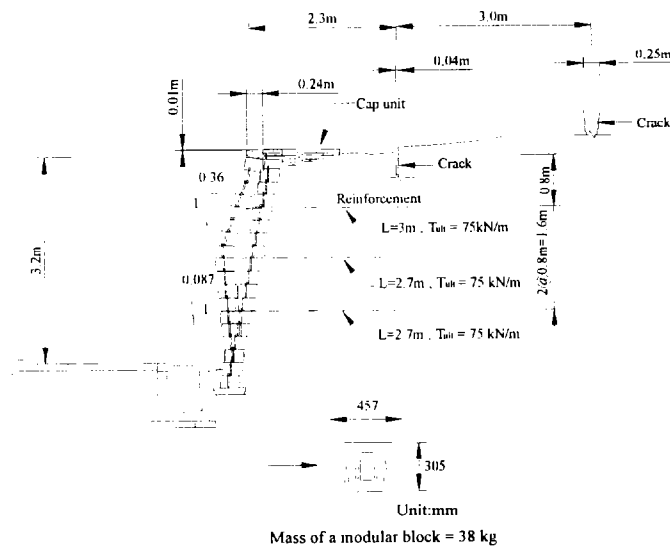 2.3m
3.0m
0.04m
0.25m
0.24m
0.01m
Cap unit
Crack
Crack
0.36
1
Reinforcement
0.8m
L=3m , Tult = 75kN/m
3.2m
0.087
1
L=2.7m , Tult = 75 kN/m
2@0.8m=1.6m
L=2.7m , Tult = 75 kN/m
457
305
Unit:mm
Mass of a modular block = 38 kg